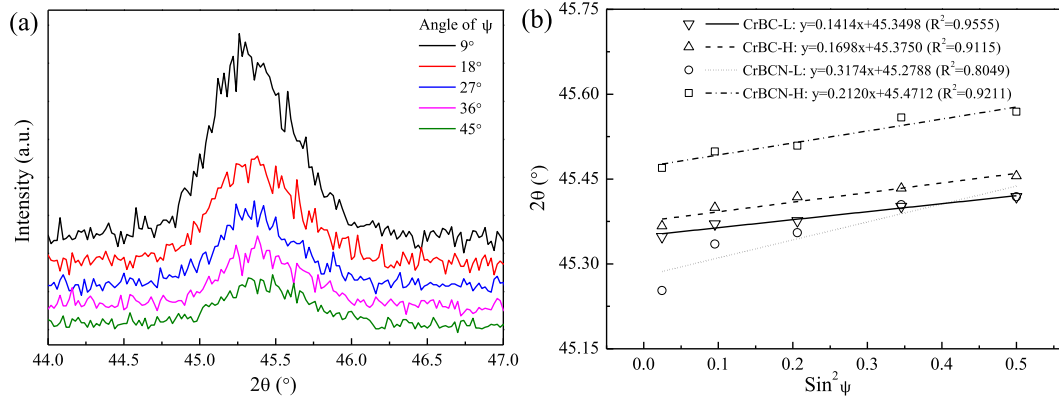 (a)
Angle of ψ
9°
18°
27°
36°
45°
Intensity (a.u.)
44.0 44.5 45.0 45.5 46.0 46.5 47.0
2θ (°)
(b)
CrBC-L: y=0.1414x+45.3498 (R²=0.9555)
CrBC-H: y=0.1698x+45.3750 (R²=0.9115)
CrBCN-L: y=0.3174x+45.2788 (R²=0.8049)
CrBCN-H: y=0.2120x+45.4712 (R²=0.9211)
2θ (°)
45.75
45.60
45.45
45.30
45.15
0.0 0.1 0.2 0.3 0.4 0.5
Sin²ψ